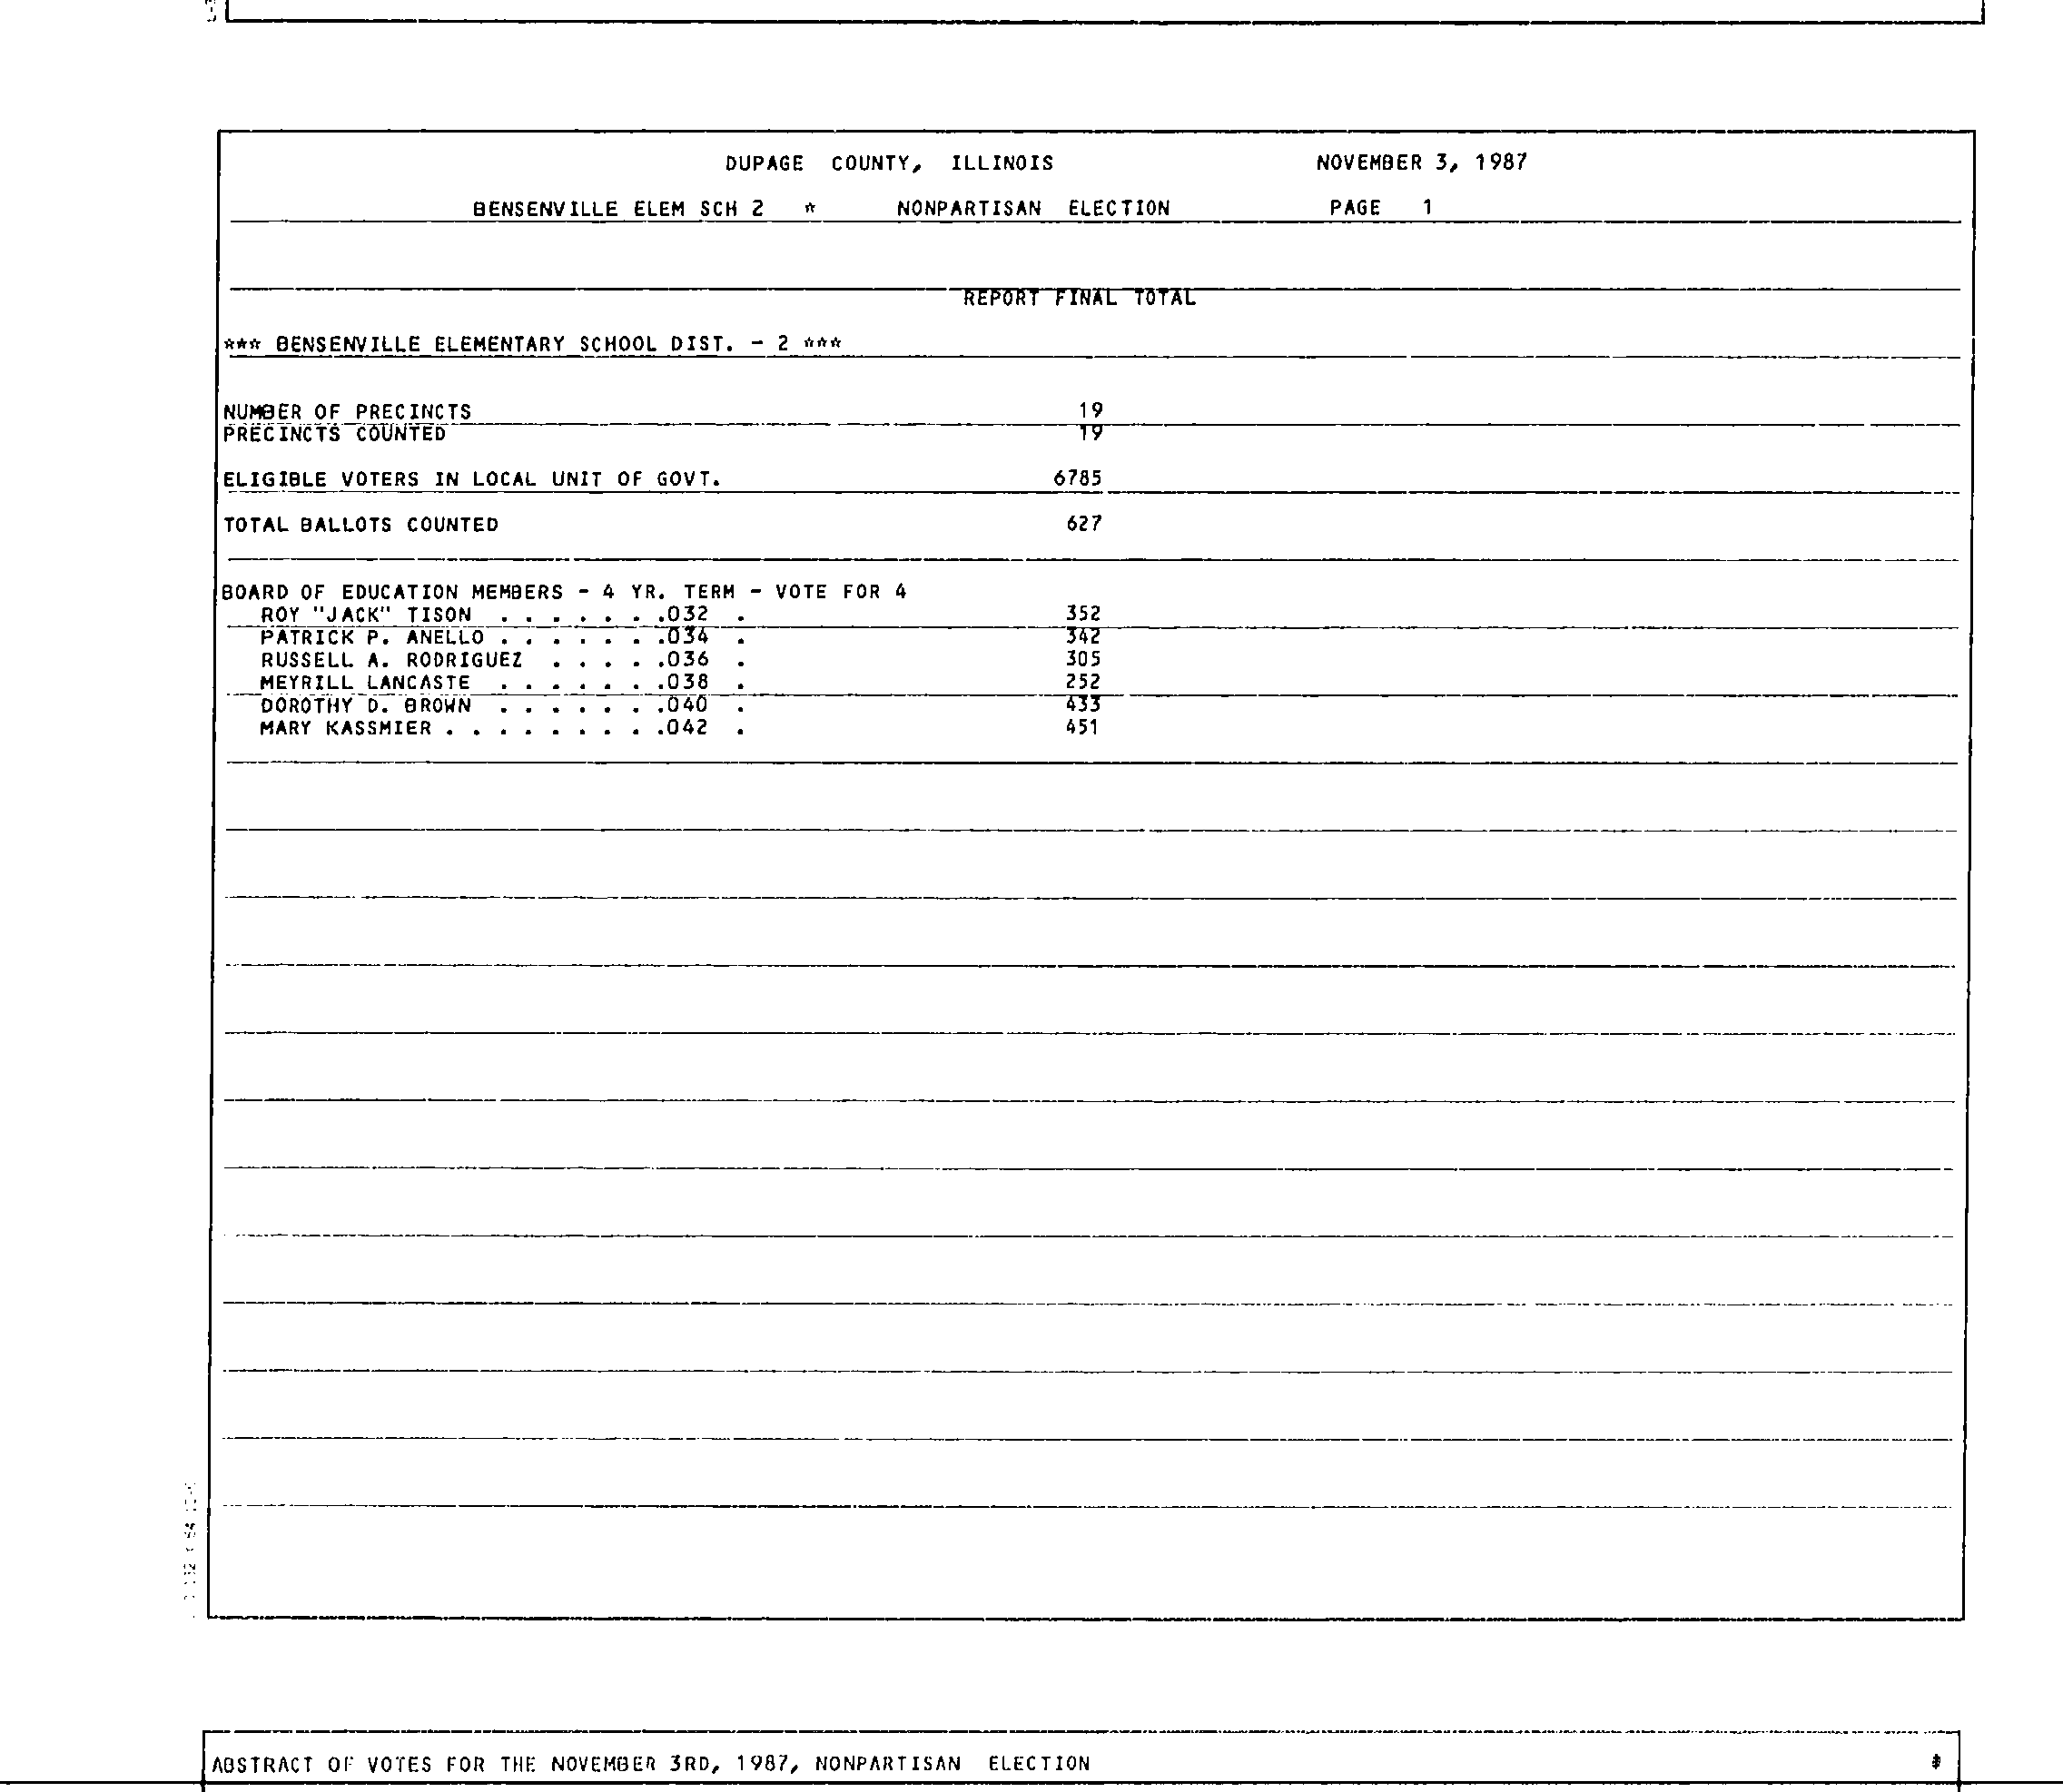 DUPAGE COUNTY, ILLINOIS NOVEMBER 3, 1987
BENSENVILLE ELEM SCH 2 * NONPARTISAN ELECTION PAGE 1
REPORT FINAL TOTAL
*** BENSENVILLE ELEMENTARY SCHOOL DIST. - 2 ***
NUMBER OF PRECINCTS 19
PRECINCTS COUNTED 19
ELIGIBLE VOTERS IN LOCAL UNIT OF GOVT. 6785
TOTAL BALLOTS COUNTED 627
BOARD OF EDUCATION MEMBERS - 4 YR. TERM - VOTE FOR 4
ROY "JACK" TISON . . . . . . .032 . 352
PATRICK P. ANELLO . . . . . . .034 . 342
RUSSELL A. RODRIGUEZ . . . . .036 . 305
MEYRILL LANCASTE . . . . . . .038 . 252
DOROTHY D. BROWN . . . . . . .040 . 433
MARY KASSMIER . . . . . . . . .042 . 451
ABSTRACT OF VOTES FOR THE NOVEMBER 3RD, 1987, NONPARTISAN ELECTION *